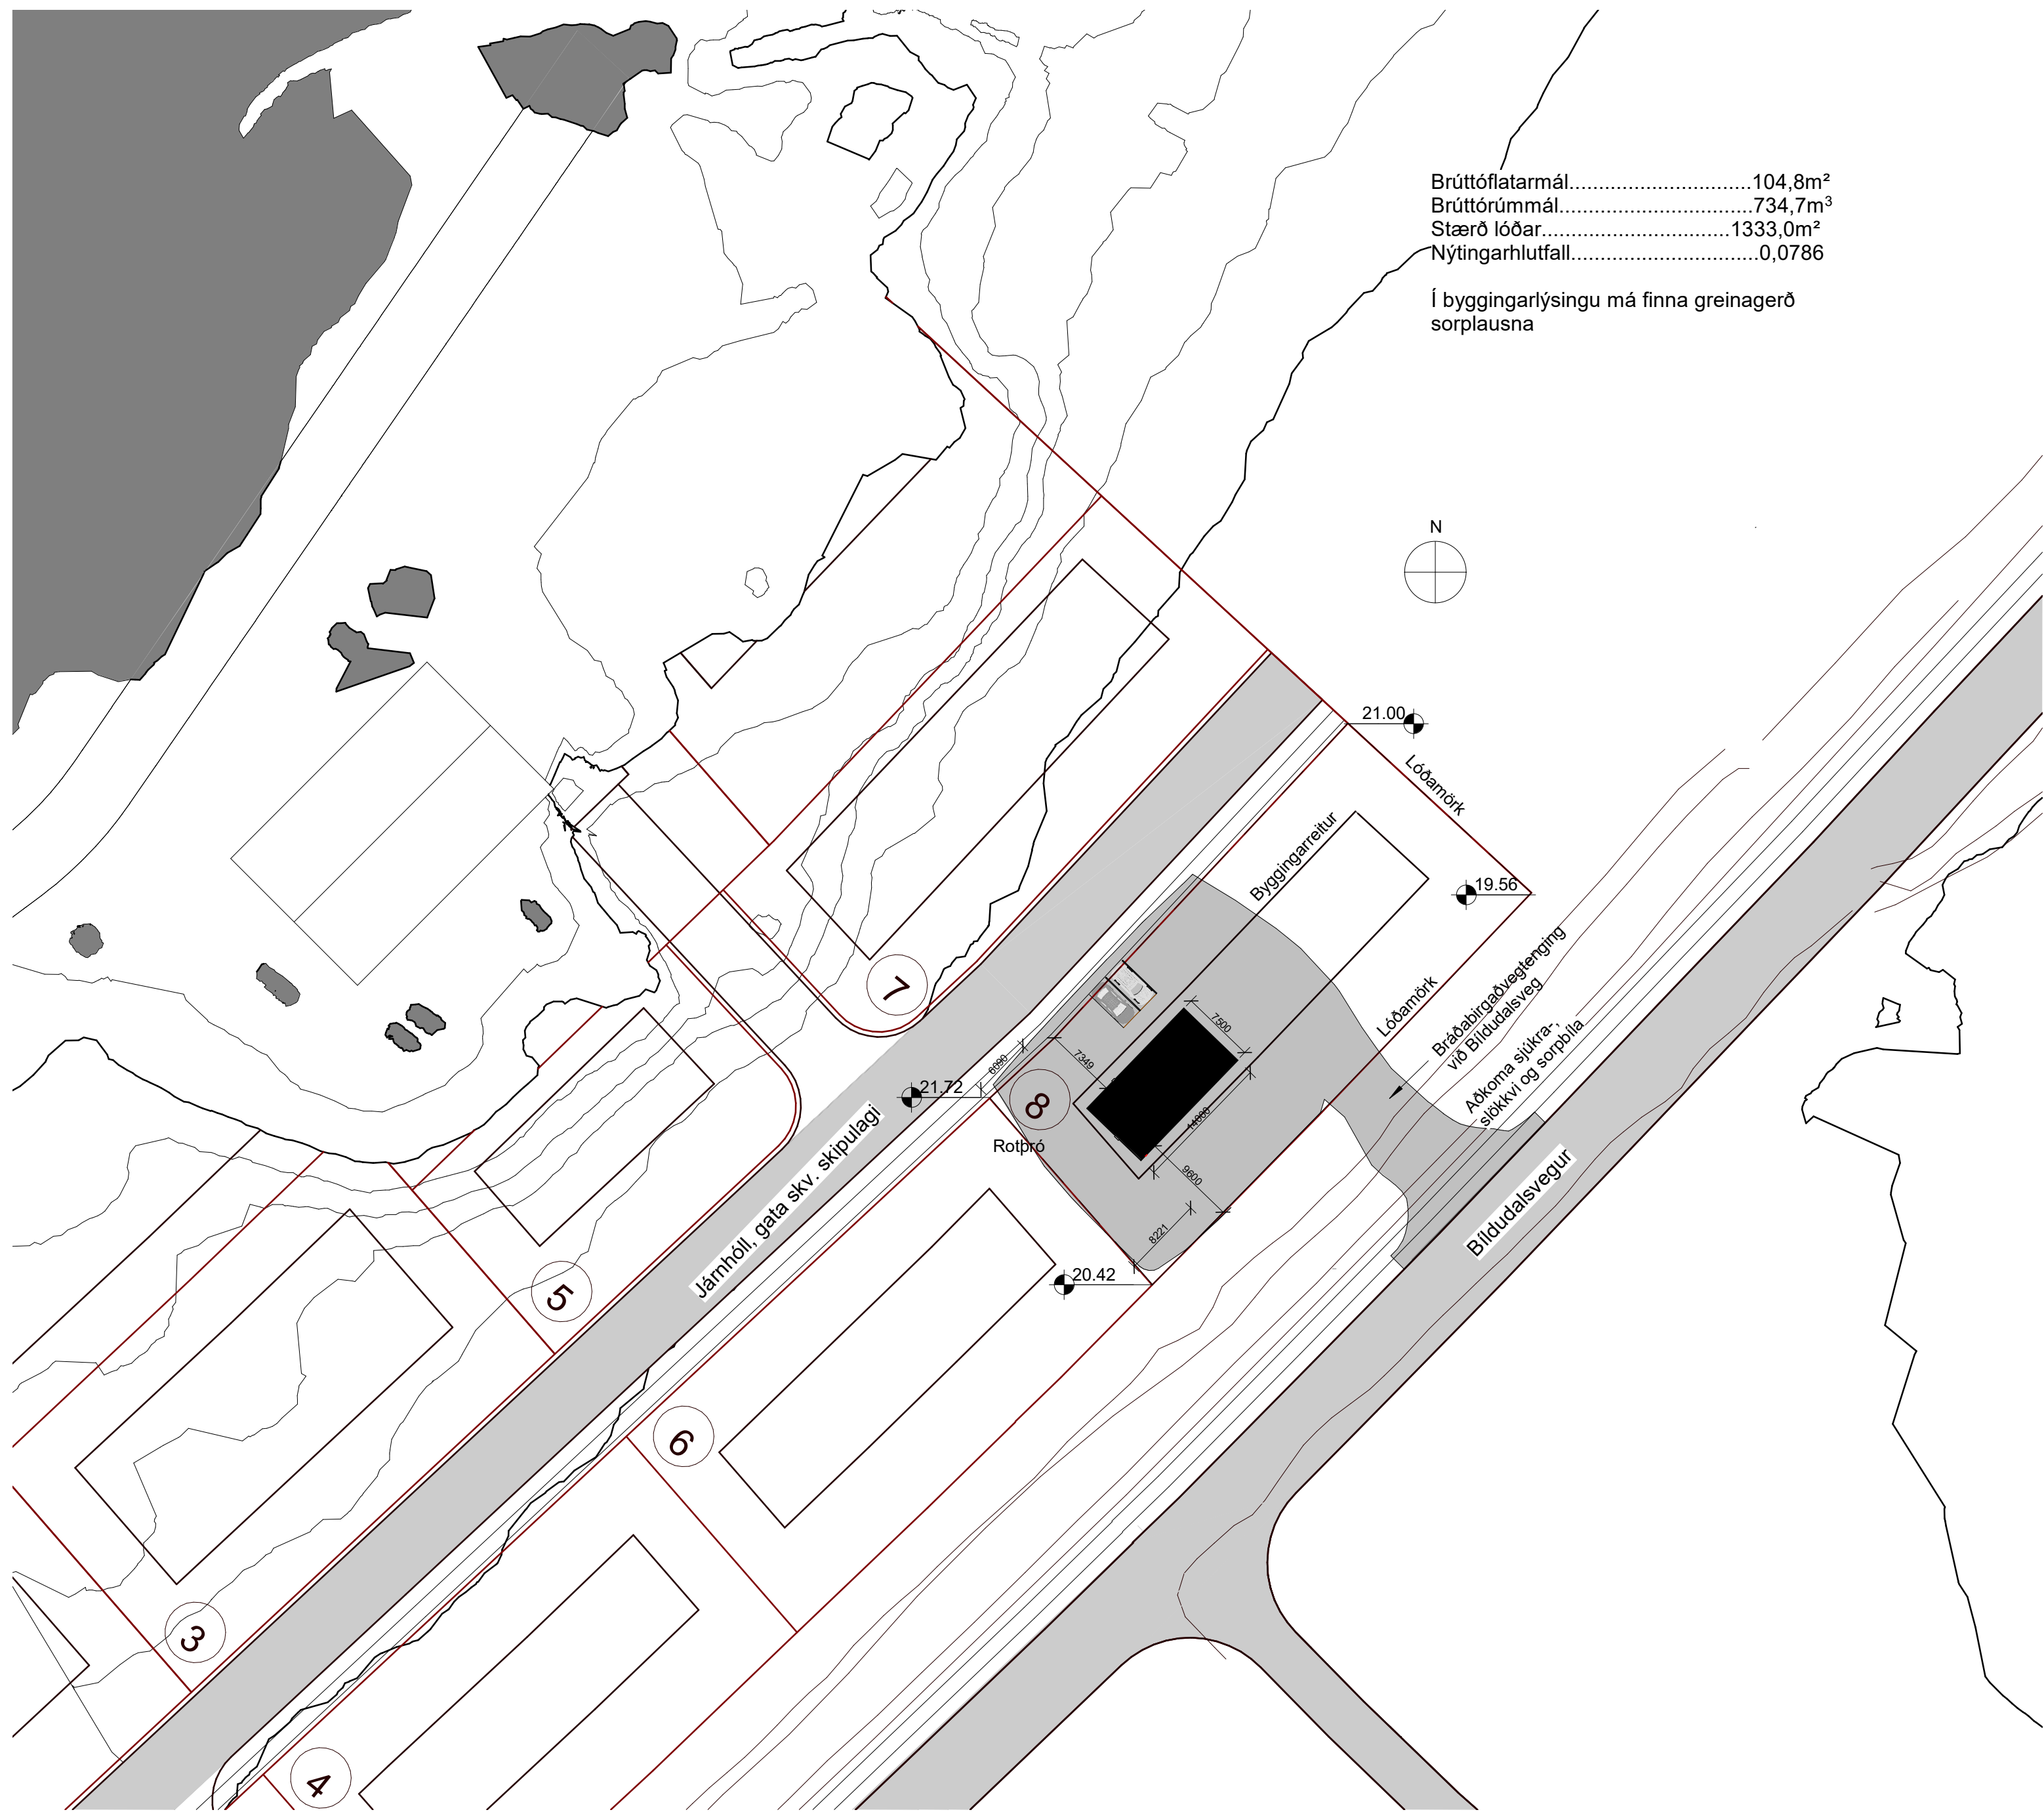 Brúttóflatarmál...............................104,8m²
Brúttórúmmál.................................734,7m³
Stærð lóðar................................1333,0m²
Nýtingarhlutfall................................0,0786
Í byggingarlýsingu má finna greinagerð
sorplausna
N
21.00
Lóðamörk
Byggingarreitur
19.56
Lóðamörk
Bráðabirgaðvegtenging
við Bíldudalsveg
Aðkoma sjúkra-,
slökkvi og sorpbíla
7
7500
6090
7349
21.72
8
14000
Rotþró
9600
8221
20.42
Járnhóll, gata skv. skipulagi
Bíldudalsvegur
5
6
3
4